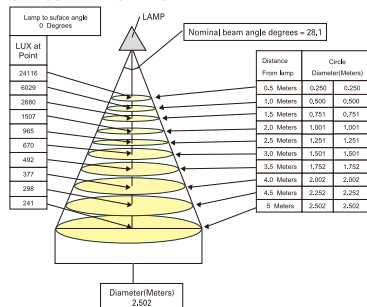 Lamp to suface angle
0 Degrees
LUX at
Point
24116
6029
2680
1507
965
670
492
377
298
241
LAMP
Nominal beam angle degrees = 28,1
Distance
From lamp
Circle
Diameter(Meters)
0.5 Meters 0.250 0.250
1,0 Meters 0,500 0.500
1,5 Meters 0,751 0.751
2.0 Meters 1.001 1.001
2.5 Meters 1.251 1.251
3.0 Meters 1.501 1.501
3.5 Meters 1.752 1.752
4.0 Meters 2.002 2.002
4.5 Meters 2.252 2.252
5 Meters 2.502 2.502
Diameter(Meters)
2.502